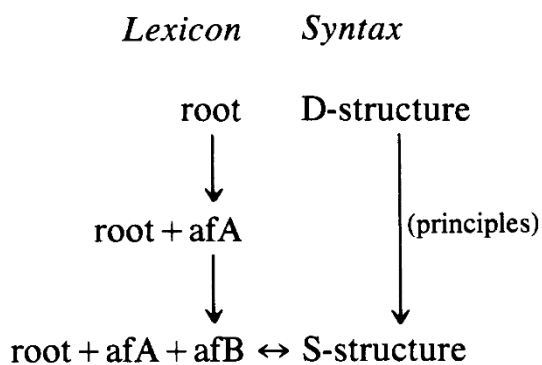 Lexicon Syntax
root D-structure
root + afA (principles)
root + afA + afB ↔ S-structure